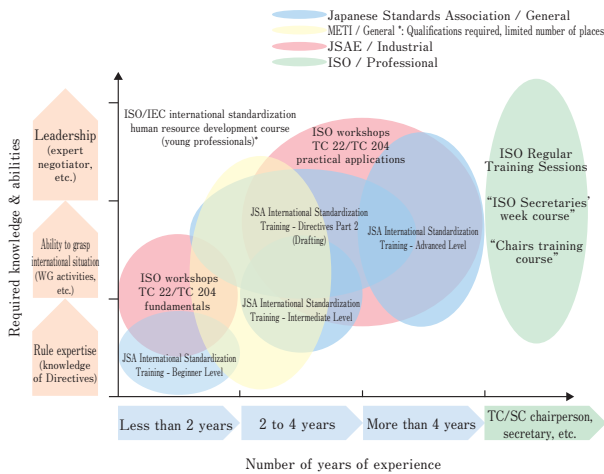 Japanese Standards Association / General
METI / General *: Qualifications required, limited number of places
JSAE / Industrial
ISO / Professional
Required knowledge & abilities
Leadership
(expert
negotiator,
etc.)
Ability to grasp
international situation
(WG activities,
etc.)
Rule expertise
(knowledge
of Directives)
ISO/IEC international standardization
human resource development course
(young professionals)*
ISO workshops
TC 22/TC 204
practical applications
JSA International Standardization
Training – Directives Part 2
(Drafting)
JSA International Standardization
Training – Advanced Level
ISO workshops
TC 22/TC 204
fundamentals
JSA International Standardization
Training – Intermediate Level
JSA International Standardization
Training – Beginner Level
ISO Regular
Training Sessions
“ISO Secretaries’
week course”
“Chairs training
course”
Less than 2 years
2 to 4 years
More than 4 years
TC/SC chairperson,
secretary, etc.
Number of years of experience